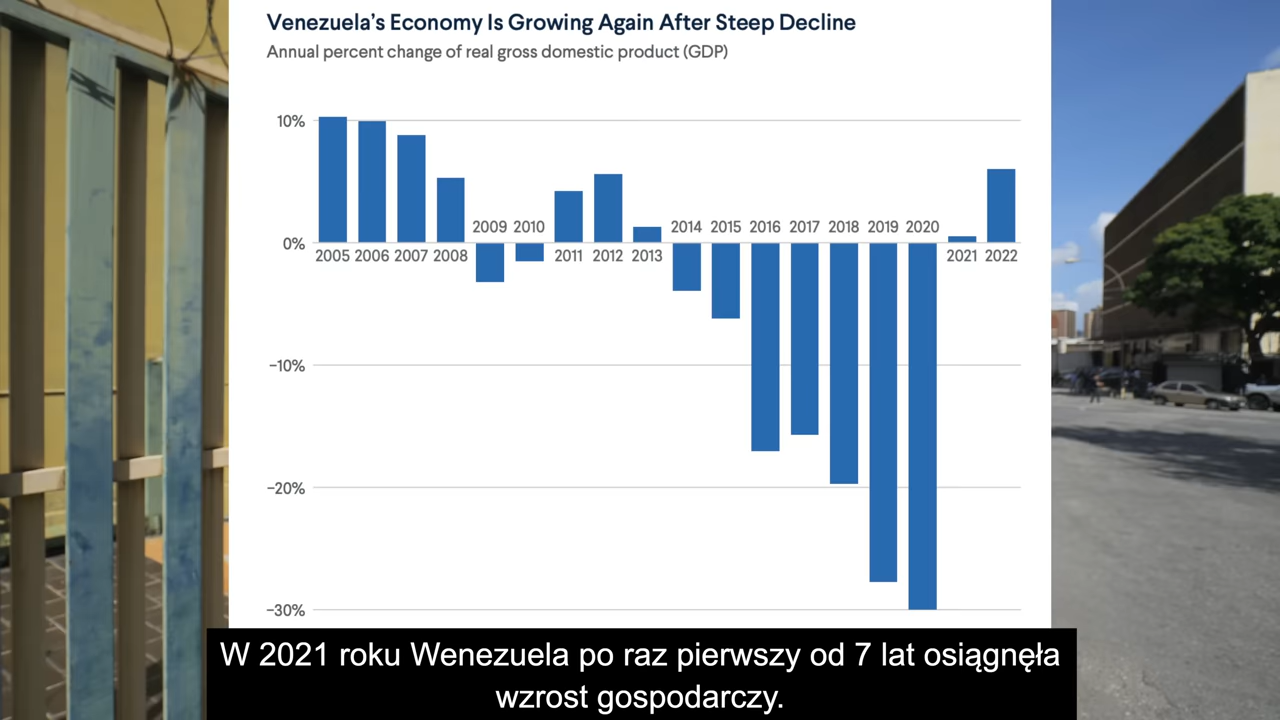 Venezuela's Economy Is Growing Again After Steep Decline
Annual percent change of real gross domestic product (GDP)
10%
2009 2010 2014 2015 2016 2017 2018 2019 2020
0%
2005 2006 2007 2008 2011 2012 2013 2021 2022
−10%
−20%
−30%
W 2021 roku Wenezuela po raz pierwszy od 7 lat osiągnęła
wzrost gospodarczy.